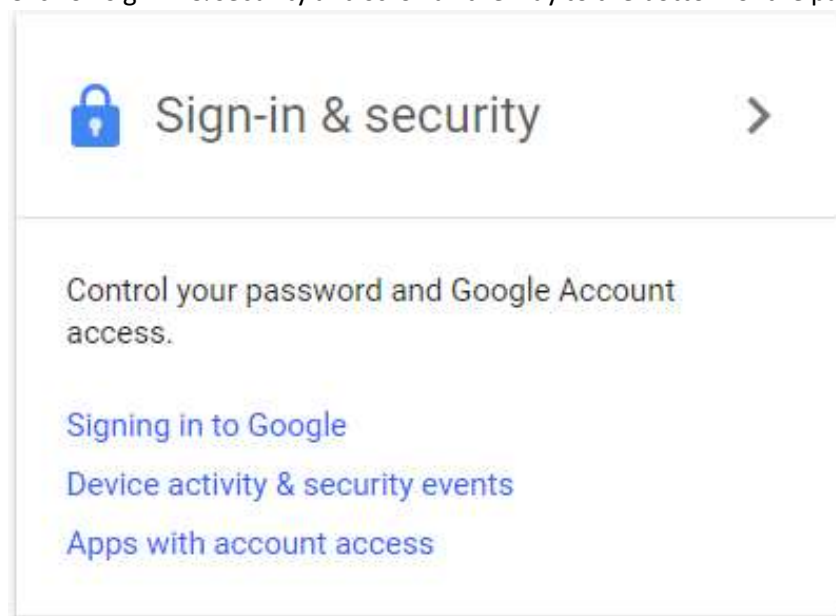 Sign-in & security
Control your password and Google Account
access.
Signing in to Google
Device activity & security events
Apps with account access